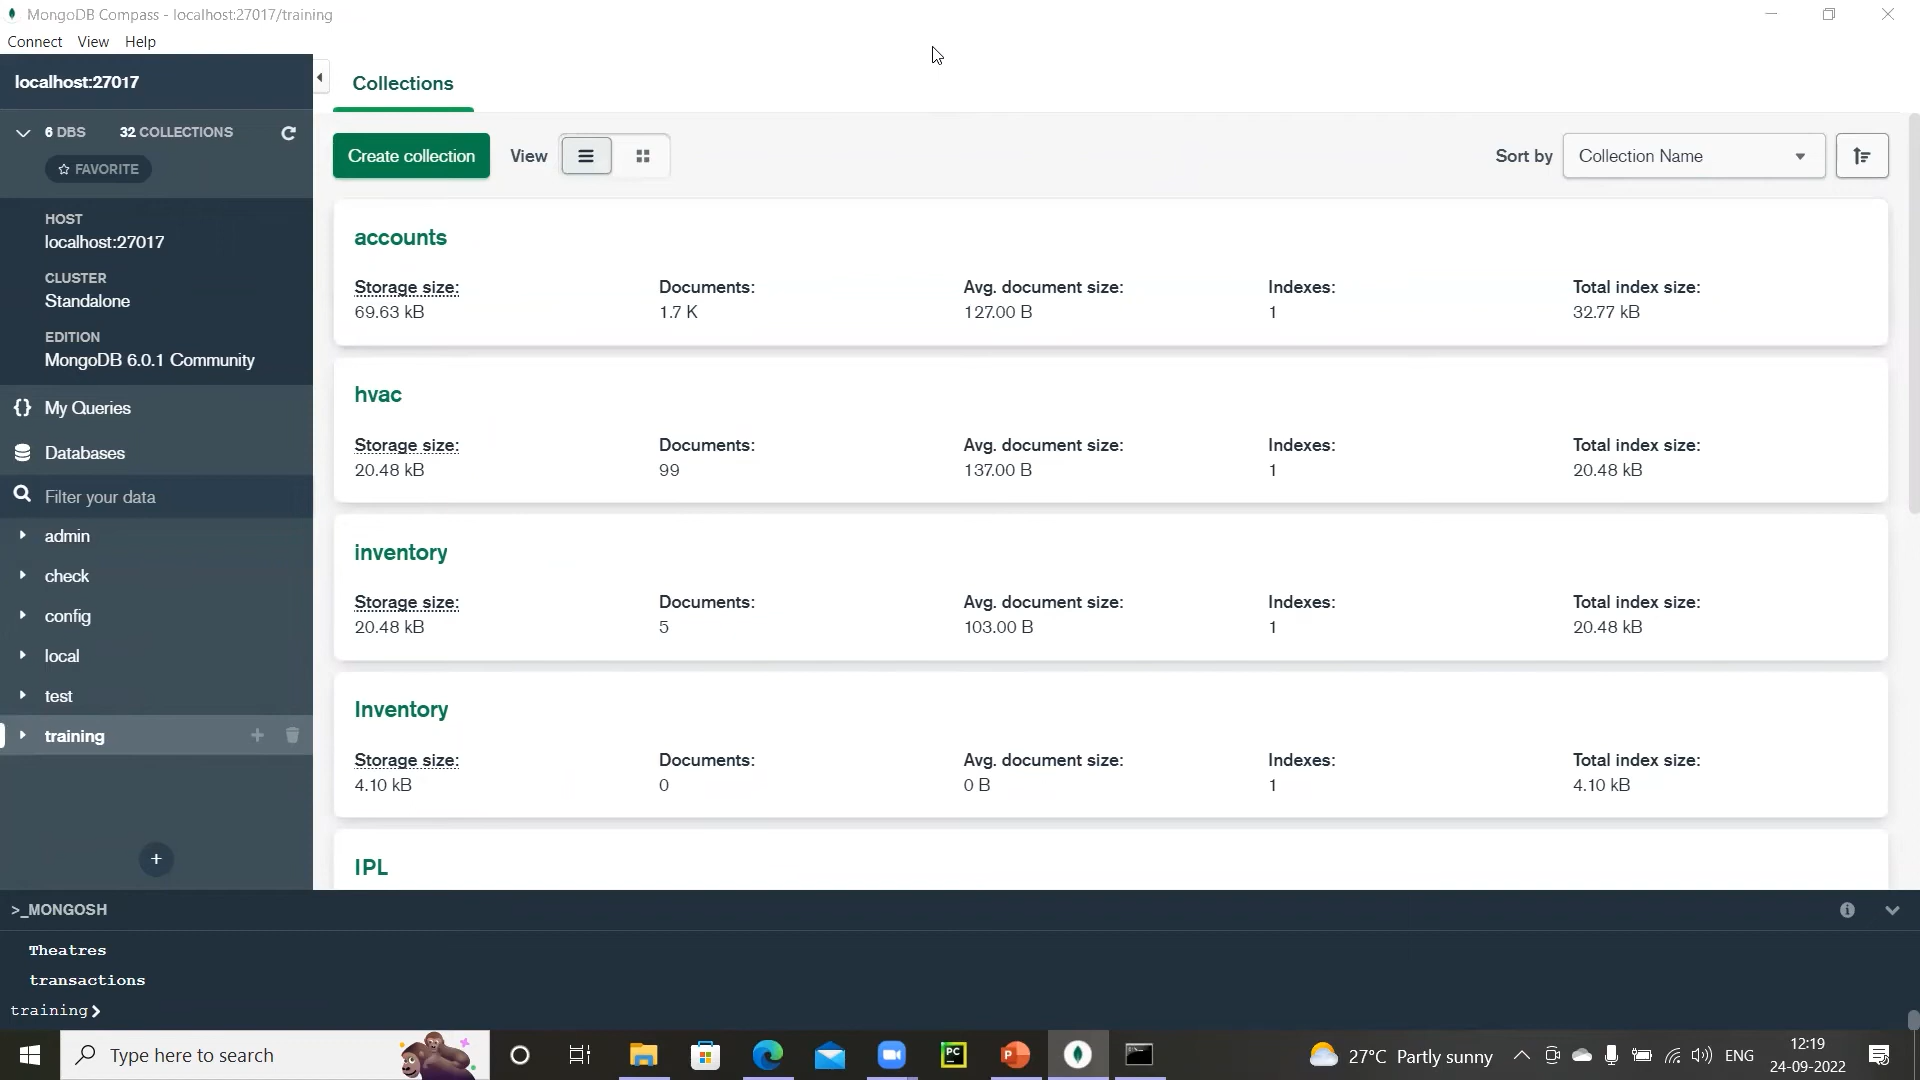 MongoDB Compass - localhost:27017/training
Connect View Help
localhost:27017
6 DBS 32 COLLECTIONS
FAVORITE
HOST
localhost:27017
CLUSTER
Standalone
EDITION
MongoDB 6.0.1 Community
{} My Queries
Databases
Filter your data
admin
check
config
local
test
training
Collections
Create collection View Sort by Collection Name
accounts
Storage size: Documents: Avg. document size: Indexes: Total index size:
69.63 kB 1.7 K 127.00 B 1 32.77 kB
hvac
Storage size: Documents: Avg. document size: Indexes: Total index size:
20.48 kB 99 137.00 B 1 20.48 kB
inventory
Storage size: Documents: Avg. document size: Indexes: Total index size:
20.48 kB 5 103.00 B 1 20.48 kB
Inventory
Storage size: Documents: Avg. document size: Indexes: Total index size:
4.10 kB 0 0 B 1 4.10 kB
IPL
>_MONGOSH
Theatres
transactions
training>
Type here to search PC P 27°C Partly sunny ENG 12:19
24-09-2022